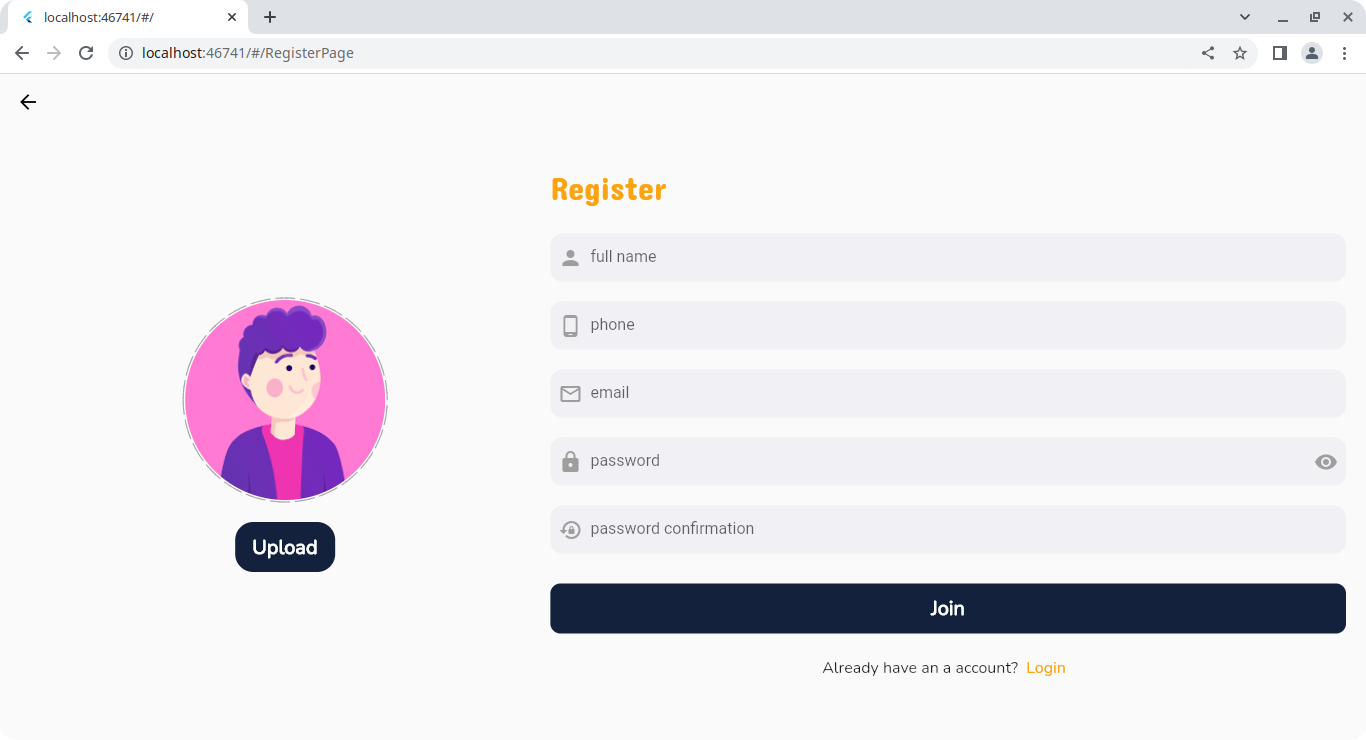 localhost:46741/#/
localhost:46741/#/RegisterPage
Register
full name
phone
email
password
password confirmation
Upload
Join
Already have an a account? Login